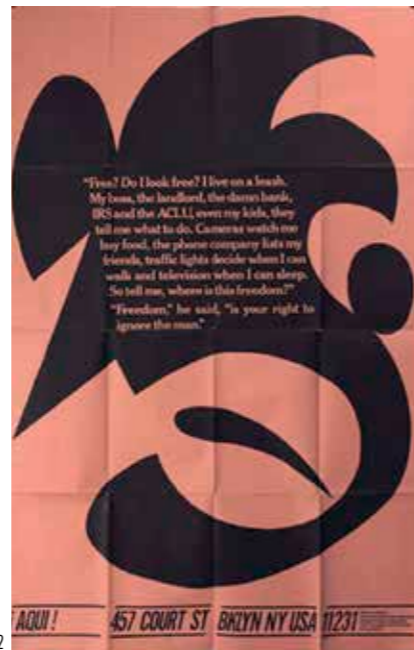 "Free? Do I look free? I live on a leash.
My boss, the landlord, the damn bank,
IRS and the ACLU, even my kids, they
tell me what to do. Cameras watch me
buy food, the phone company lists my
friends, traffic lights decide when I can
walk and television when I can sleep.
So tell me, where is this freedom?"
"Freedom," he said, "is your right to
ignore the man."
AQUI! 457 COURT ST BKLYN NY USA 11231
2